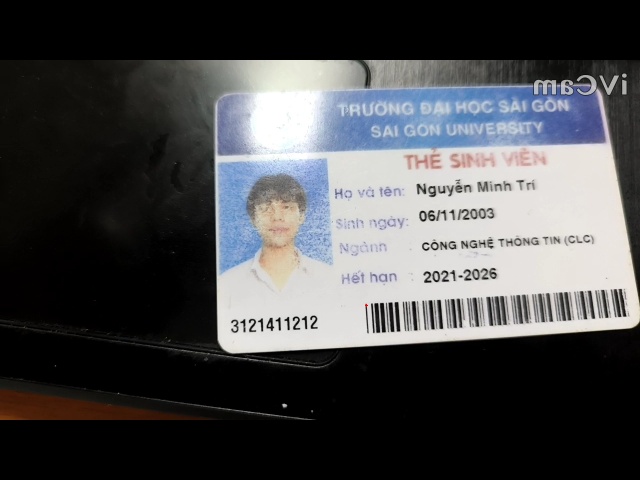 iVCam
TRƯỜNG ĐẠI HỌC SÀI GÒN
SAI GON UNIVERSITY
THẺ SINH VIÊN
Họ và tên: Nguyễn Minh Trí
Sinh ngày: 06/11/2003
Ngành : CÔNG NGHỆ THÔNG TIN (CLC)
Hết hạn : 2021-2026
3121411212